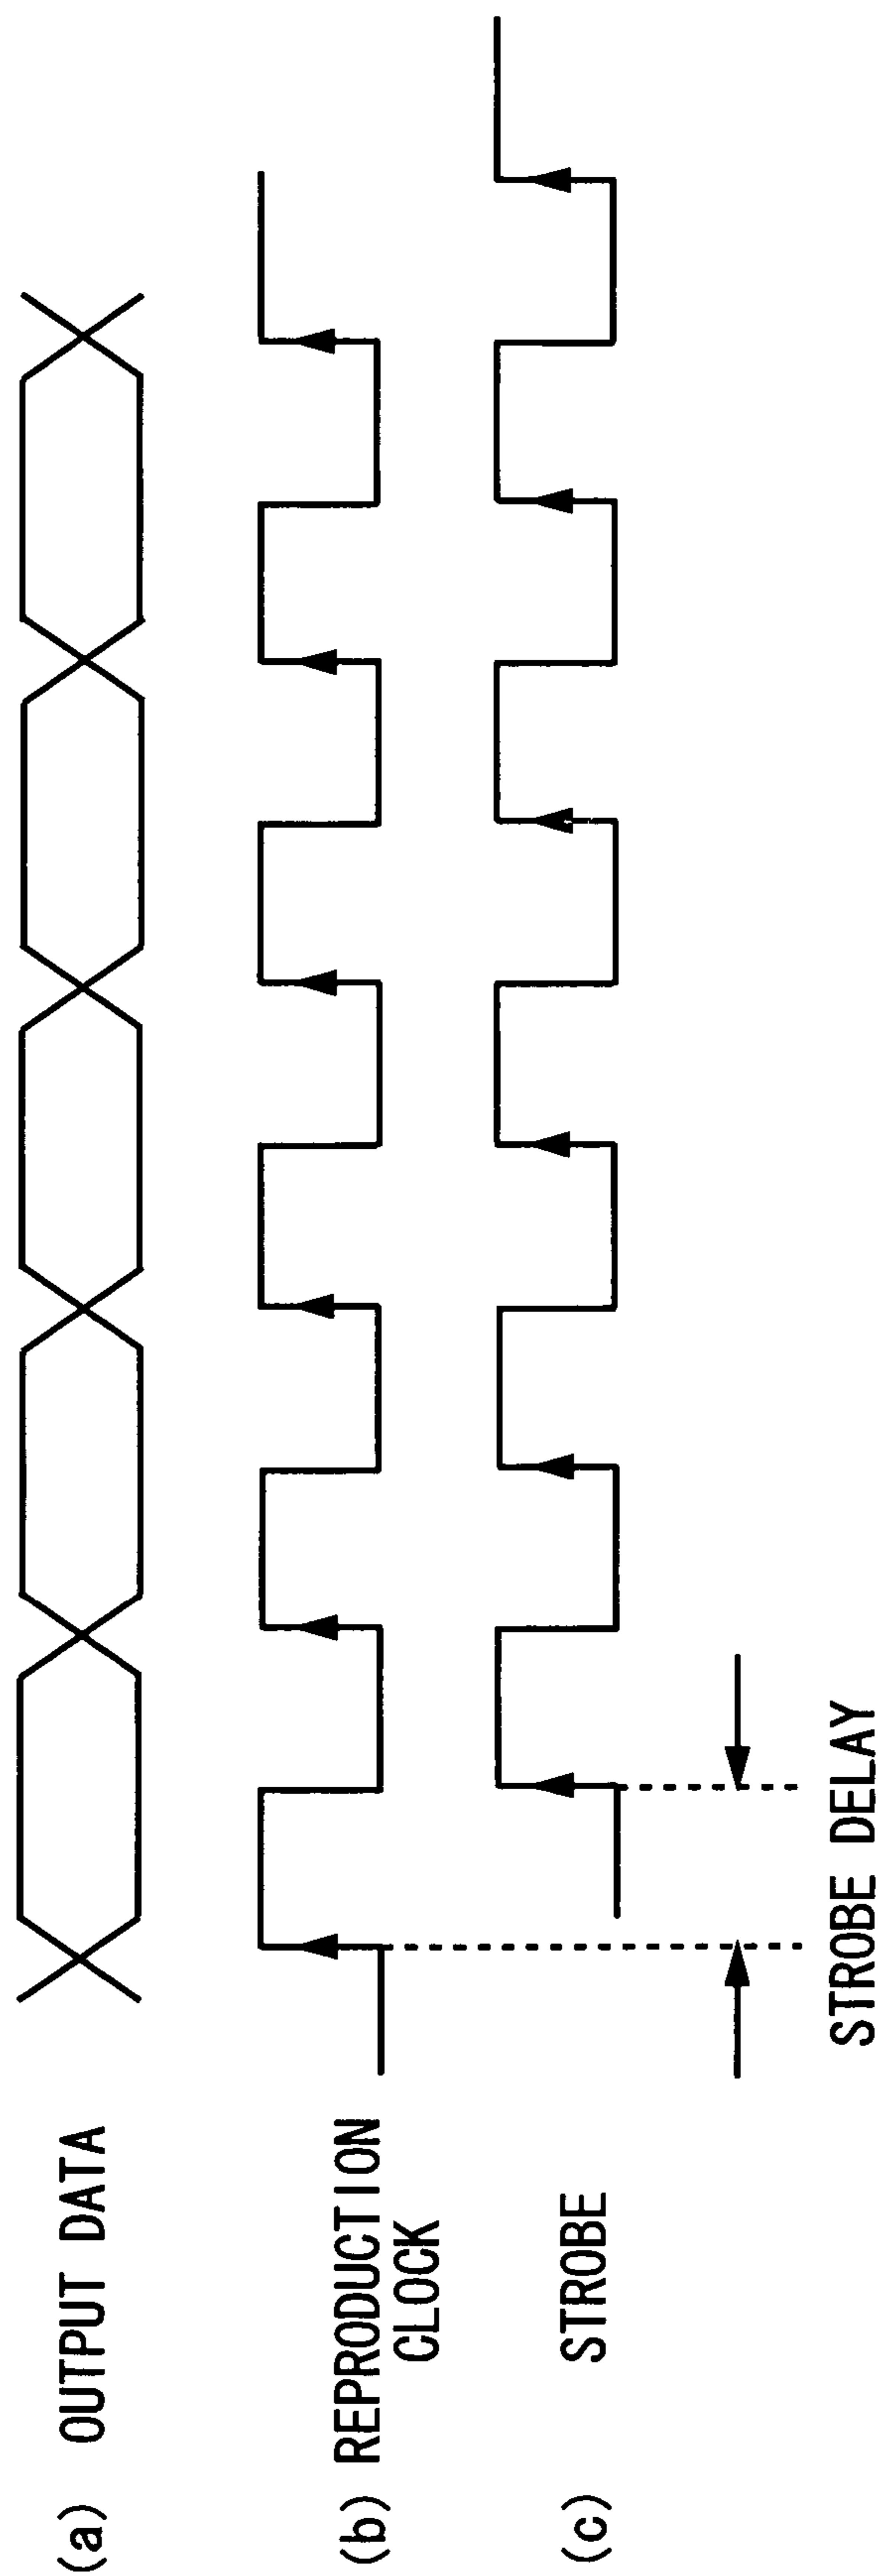 (a) OUTPUT DATA
(b) REPRODUCTION
CLOCK
(c) STROBE
STROBE DELAY